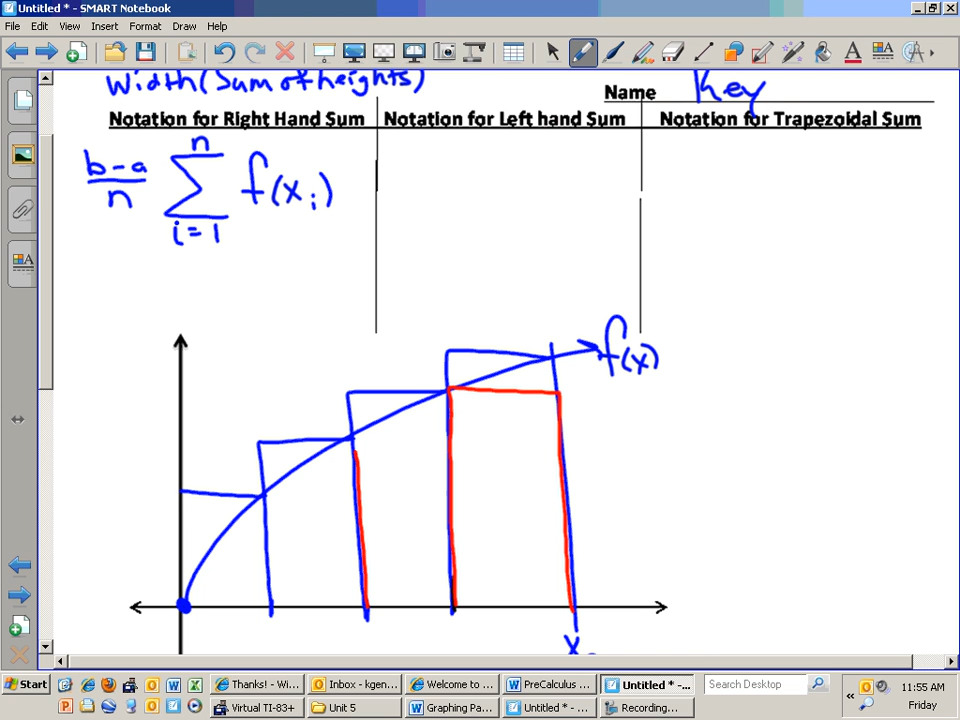 Untitled * - SMART Notebook
File Edit View Insert Format Draw Help
Width (Sum of heights)
Name Key
Notation for Right Hand Sum
Notation for Left hand Sum
Notation for Trapezoidal Sum
b-a
n
n
∑ f(xᵢ)
i=1
f(x)
x
Start
Thanks! - Wi...
Inbox - kgen...
Welcome to ...
PreCalculus ...
Untitled * -...
Search Desktop
Virtual TI-83+
Unit 5
Graphing Pa...
Untitled * - ...
Recording...
11:55 AM
Friday